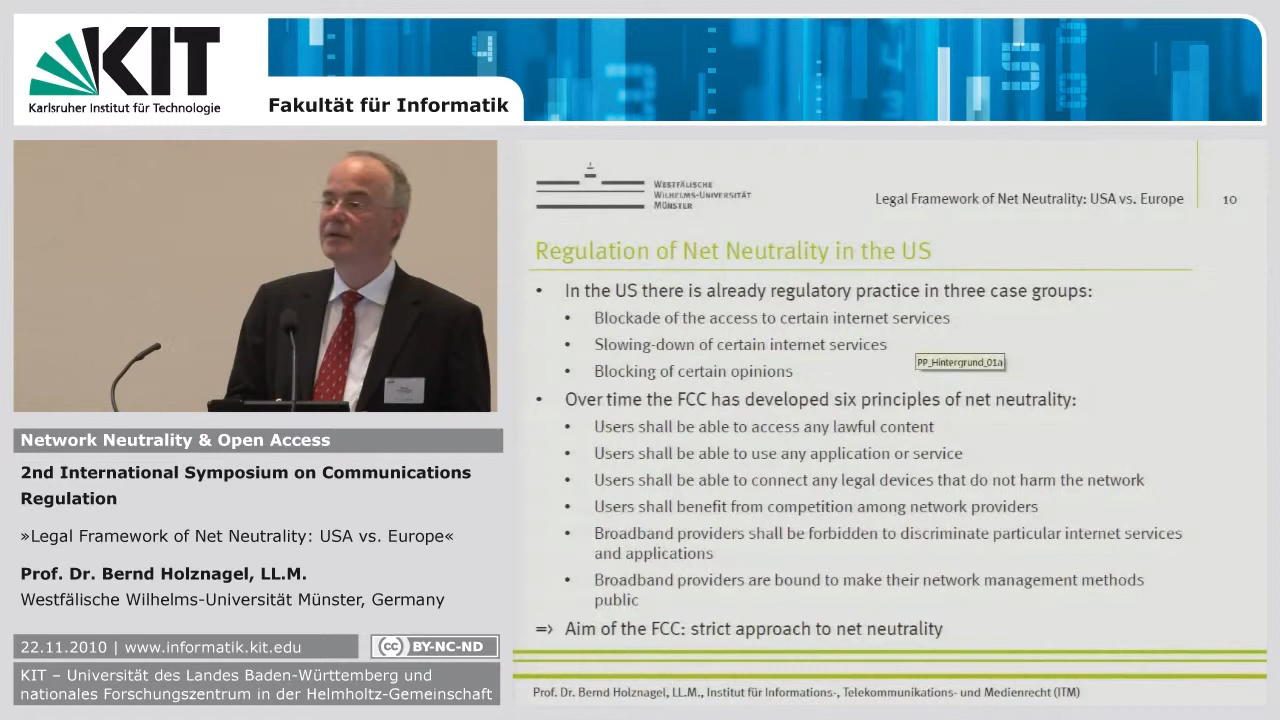 KIT
Karlsruher Institut für Technologie
Fakultät für Informatik
Network Neutrality & Open Access
2nd International Symposium on Communications
Regulation
»Legal Framework of Net Neutrality: USA vs. Europe«
Prof. Dr. Bernd Holznagel, LL.M.
Westfälische Wilhelms-Universität Münster, Germany
22.11.2010 | www.informatik.kit.edu
cc BY-NC-ND
KIT – Universität des Landes Baden-Württemberg und
nationales Forschungszentrum in der Helmholtz-Gemeinschaft
Westfälische
Wilhelms-Universität
Münster
Legal Framework of Net Neutrality: USA vs. Europe
10
Regulation of Net Neutrality in the US
• In the US there is already regulatory practice in three case groups:
• Blockade of the access to certain internet services
• Slowing-down of certain internet services
• Blocking of certain opinions
PP_Hintergrund_01a
• Over time the FCC has developed six principles of net neutrality:
• Users shall be able to access any lawful content
• Users shall be able to use any application or service
• Users shall be able to connect any legal devices that do not harm the network
• Users shall benefit from competition among network providers
• Broadband providers shall be forbidden to discriminate particular internet services
and applications
• Broadband providers are bound to make their network management methods
public
=> Aim of the FCC: strict approach to net neutrality
Prof. Dr. Bernd Holznagel, LL.M., Institut für Informations-, Telekommunikations- und Medienrecht (ITM)